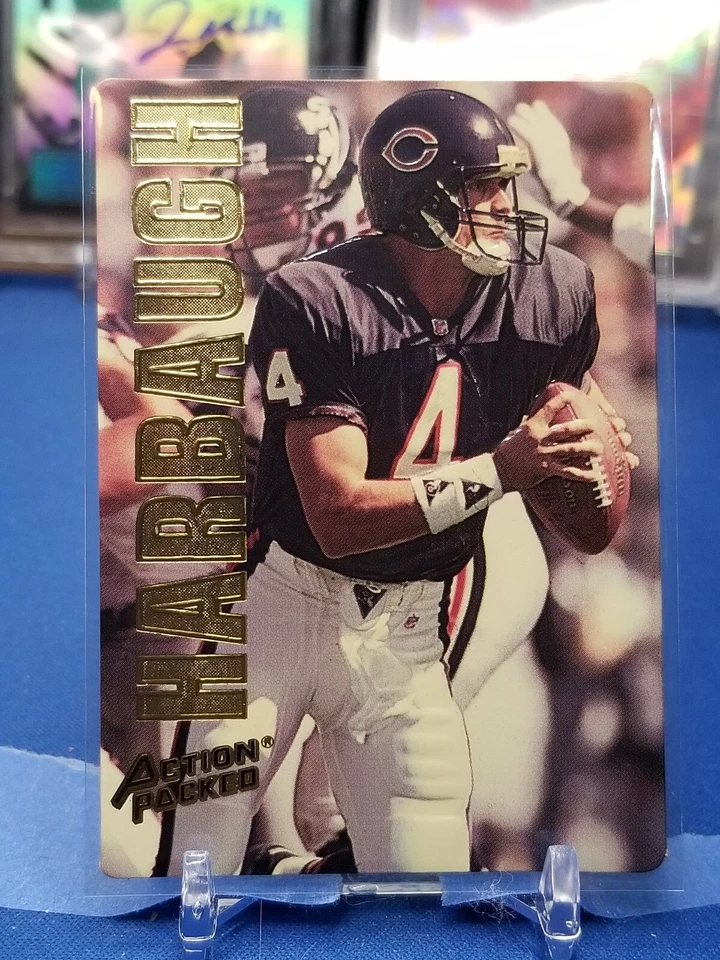 HARBAUGH
ACTION®
PACKED
4
4
C